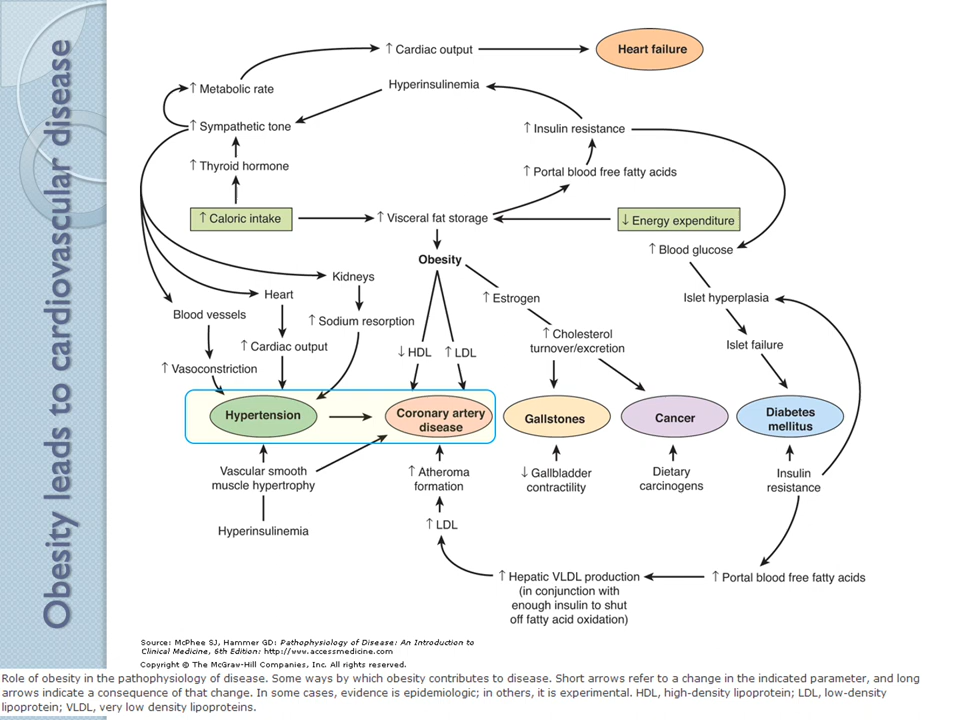 Obesity leads to cardiovascular disease
↑ Cardiac output
Heart failure
↑ Metabolic rate
Hyperinsulinemia
↑ Sympathetic tone
↑ Insulin resistance
↑ Thyroid hormone
↑ Portal blood free fatty acids
↑ Caloric intake
↑ Visceral fat storage
↓ Energy expenditure
↑ Blood glucose
Obesity
Kidneys
Heart
↑ Estrogen
Islet hyperplasia
Blood vessels
↑ Sodium resorption
↑ Cholesterol
turnover/excretion
↑ Cardiac output
↓ HDL
↑ LDL
Islet failure
↑ Vasoconstriction
Hypertension
Coronary artery
disease
Gallstones
Cancer
Diabetes
mellitus
Vascular smooth
muscle hypertrophy
↑ Atheroma
formation
↓ Gallbladder
contractility
Dietary
carcinogens
Insulin
resistance
Hyperinsulinemia
↑ LDL
↑ Hepatic VLDL production
(in conjunction with
enough insulin to shut
off fatty acid oxidation)
↑ Portal blood free fatty acids
Source: McPhee SJ, Hammer GD: Pathophysiology of Disease: An Introduction to
Clinical Medicine, 6th Edition: http://www.accessmedicine.com
Copyright © The McGraw-Hill Companies, Inc. All rights reserved.
Role of obesity in the pathophysiology of disease. Some ways by which obesity contributes to disease. Short arrows refer to a change in the indicated parameter, and long
arrows indicate a consequence of that change. In some cases, evidence is epidemiologic; in others, it is experimental. HDL, high-density lipoprotein; LDL, low-density
lipoprotein; VLDL, very low density lipoproteins.